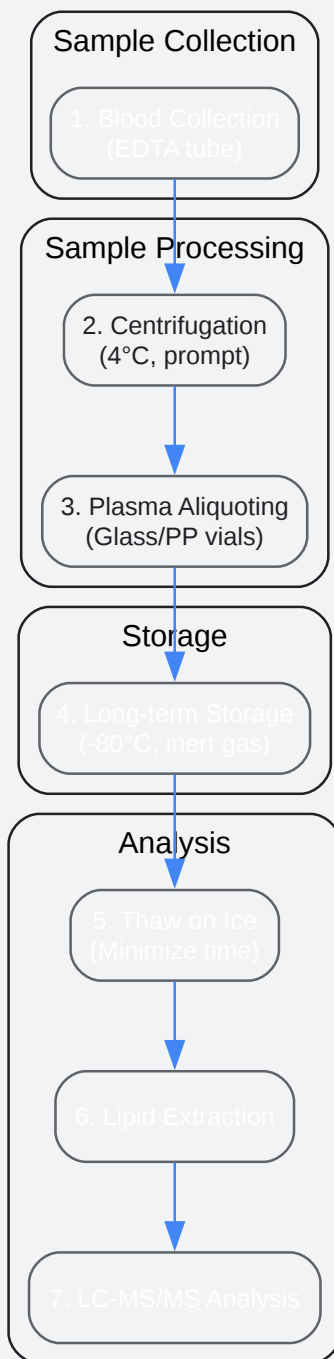 Sample Collection
1. Blood Collection
(EDTA tube)
Sample Processing
2. Centrifugation
(4°C, prompt)
3. Plasma Aliquoting
(Glass/PP vials)
Storage
4. Long-term Storage
(-80°C, inert gas)
Analysis
5. Thaw on Ice
(Minimize time)
6. Lipid Extraction
7. LC-MS/MS Analysis